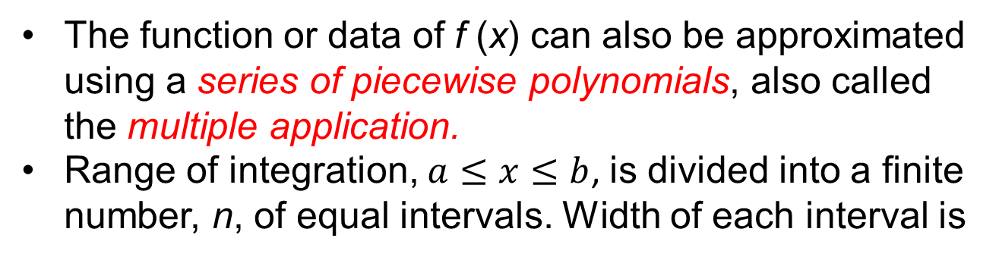 • The function or data of f (x) can also be approximated
using a series of piecewise polynomials, also called
the multiple application.
• Range of integration, a ≤ x ≤ b, is divided into a finite
number, n, of equal intervals. Width of each interval is